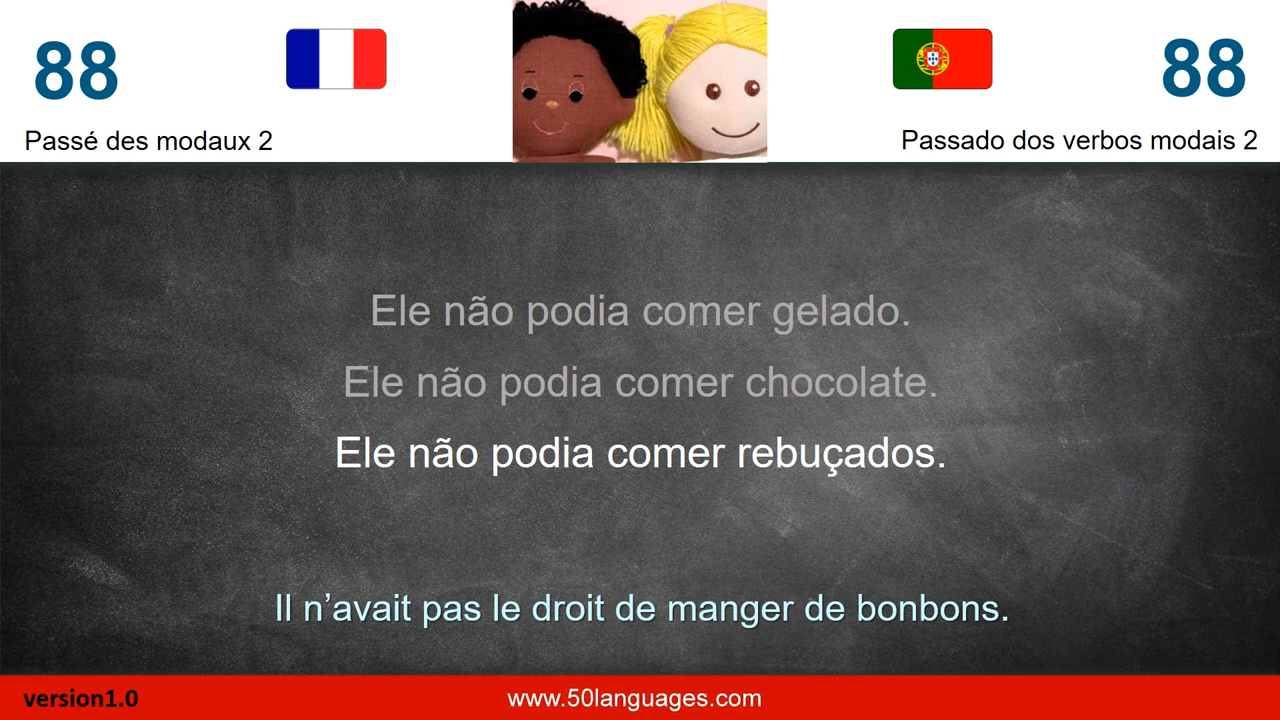 88
88
Passé des modaux 2
Passado dos verbos modais 2
Ele não podia comer gelado.
Ele não podia comer chocolate.
Ele não podia comer rebuçados.
Il n’avait pas le droit de manger de bonbons.
version1.0
www.50languages.com